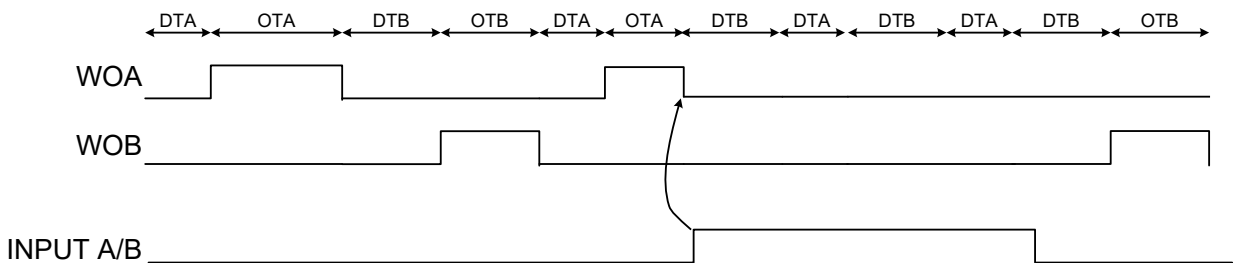 DTA OTA DTB OTB DTA OTA DTB DTA DTB DTA DTB OTB
WOA
WOB
INPUT A/B